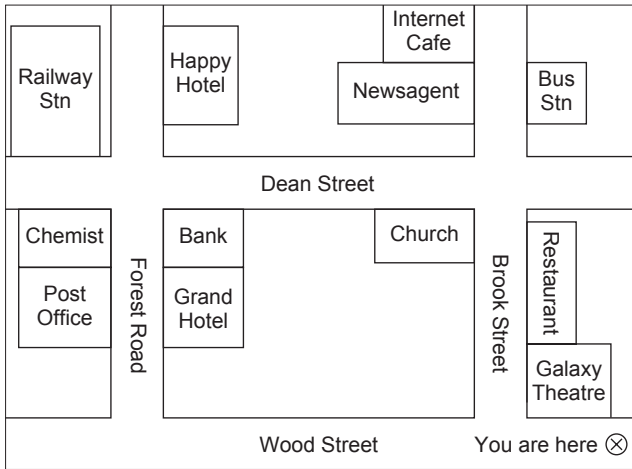 Internet
Cafe
Railway
Stn
Happy
Hotel
Newsagent
Bus
Stn
Dean Street
Chemist
Bank
Church
Post
Office
Forest Road
Grand
Hotel
Brook Street
Restaurant
Galaxy
Theatre
Wood Street
You are here